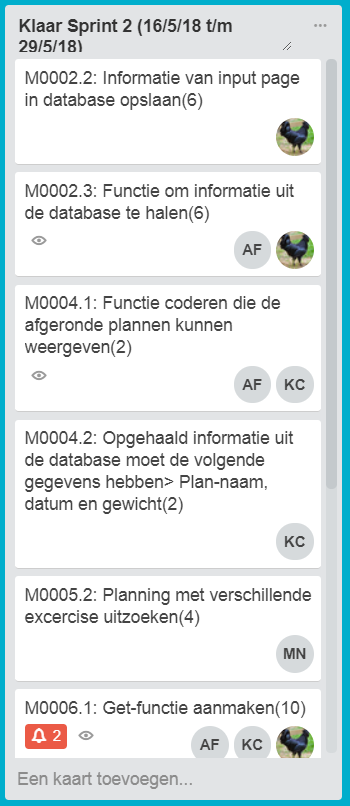 Klaar Sprint 2 (16/5/18 t/m
29/5/18)
M0002.2: Informatie van input page
in database opslaan(6)
M0002.3: Functie om informatie uit
de database te halen(6)
AF
M0004.1: Functie coderen die de
afgeronde plannen kunnen
weergeven(2)
AF KC
M0004.2: Opgehaald informatie uit
de database moet de volgende
gegevens hebben> Plan-naam,
datum en gewicht(2)
KC
M0005.2: Planning met verschillende
excercise uitzoeken(4)
MN
M0006.1: Get-functie aanmaken(10)
2 AF KC
Een kaart toevoegen...